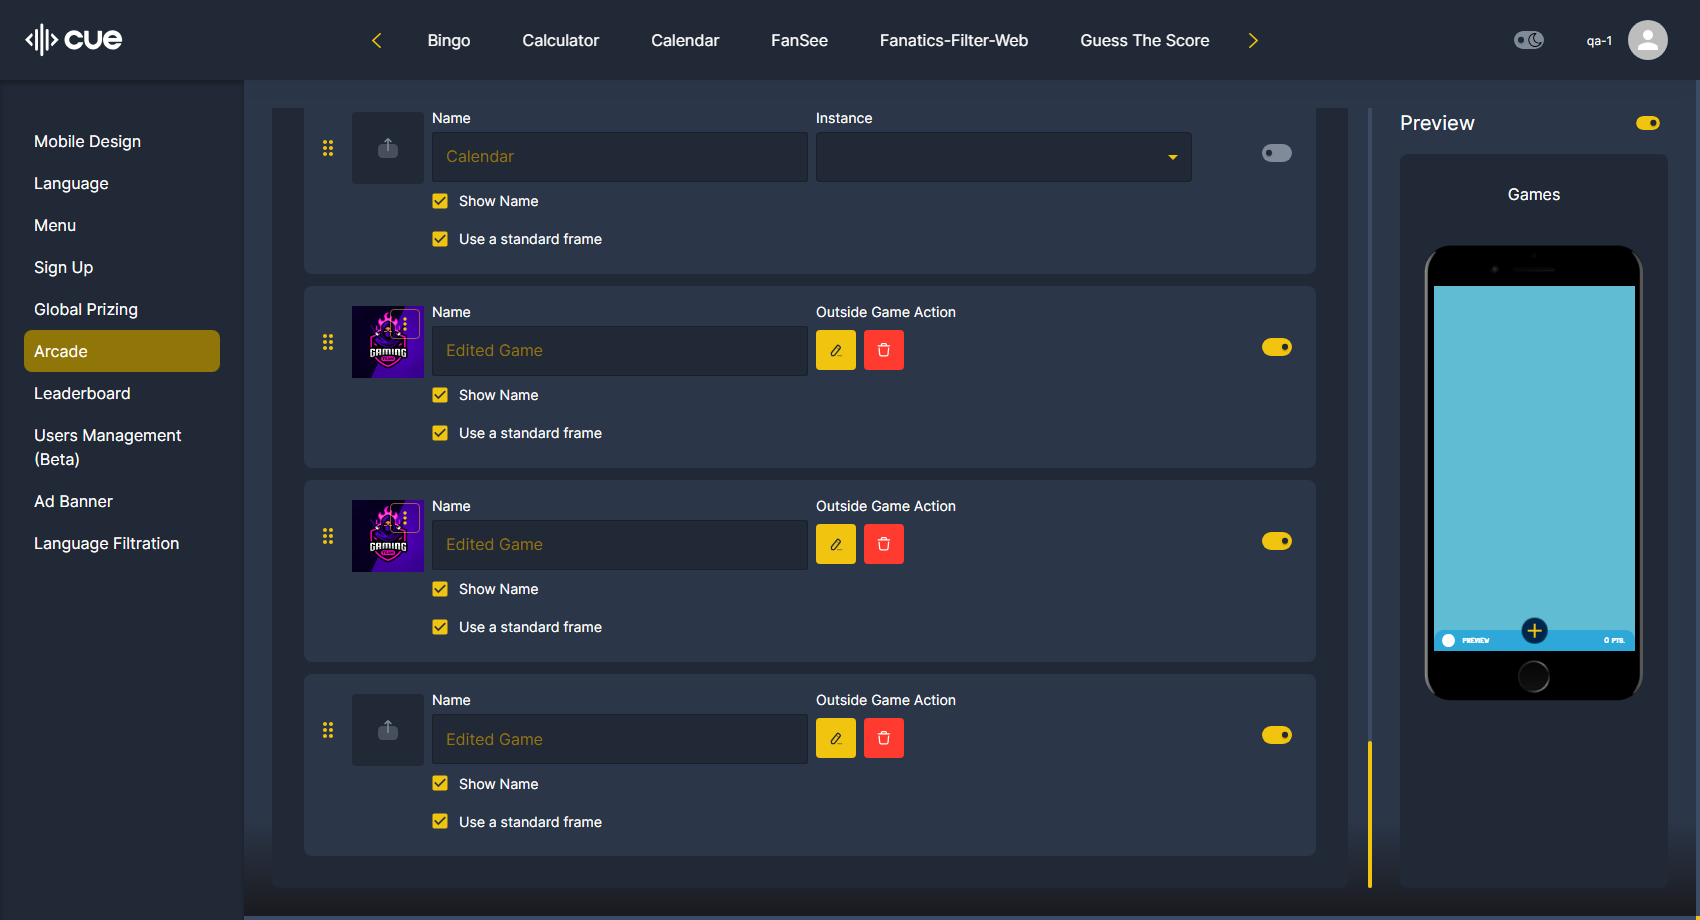 cue
Bingo
Calculator
Calendar
FanSee
Fanatics-Filter-Web
Guess The Score
qa-1
Mobile Design
Language
Menu
Sign Up
Global Prizing
Arcade
Leaderboard
Users Management
(Beta)
Ad Banner
Language Filtration
Name
Instance
Calendar
Show Name
Use a standard frame
GAMING
Name
Outside Game Action
Edited Game
Show Name
Use a standard frame
GAMING
Name
Outside Game Action
Edited Game
Show Name
Use a standard frame
Name
Outside Game Action
Edited Game
Show Name
Use a standard frame
Preview
Games
PREVIEW
0 PTS.